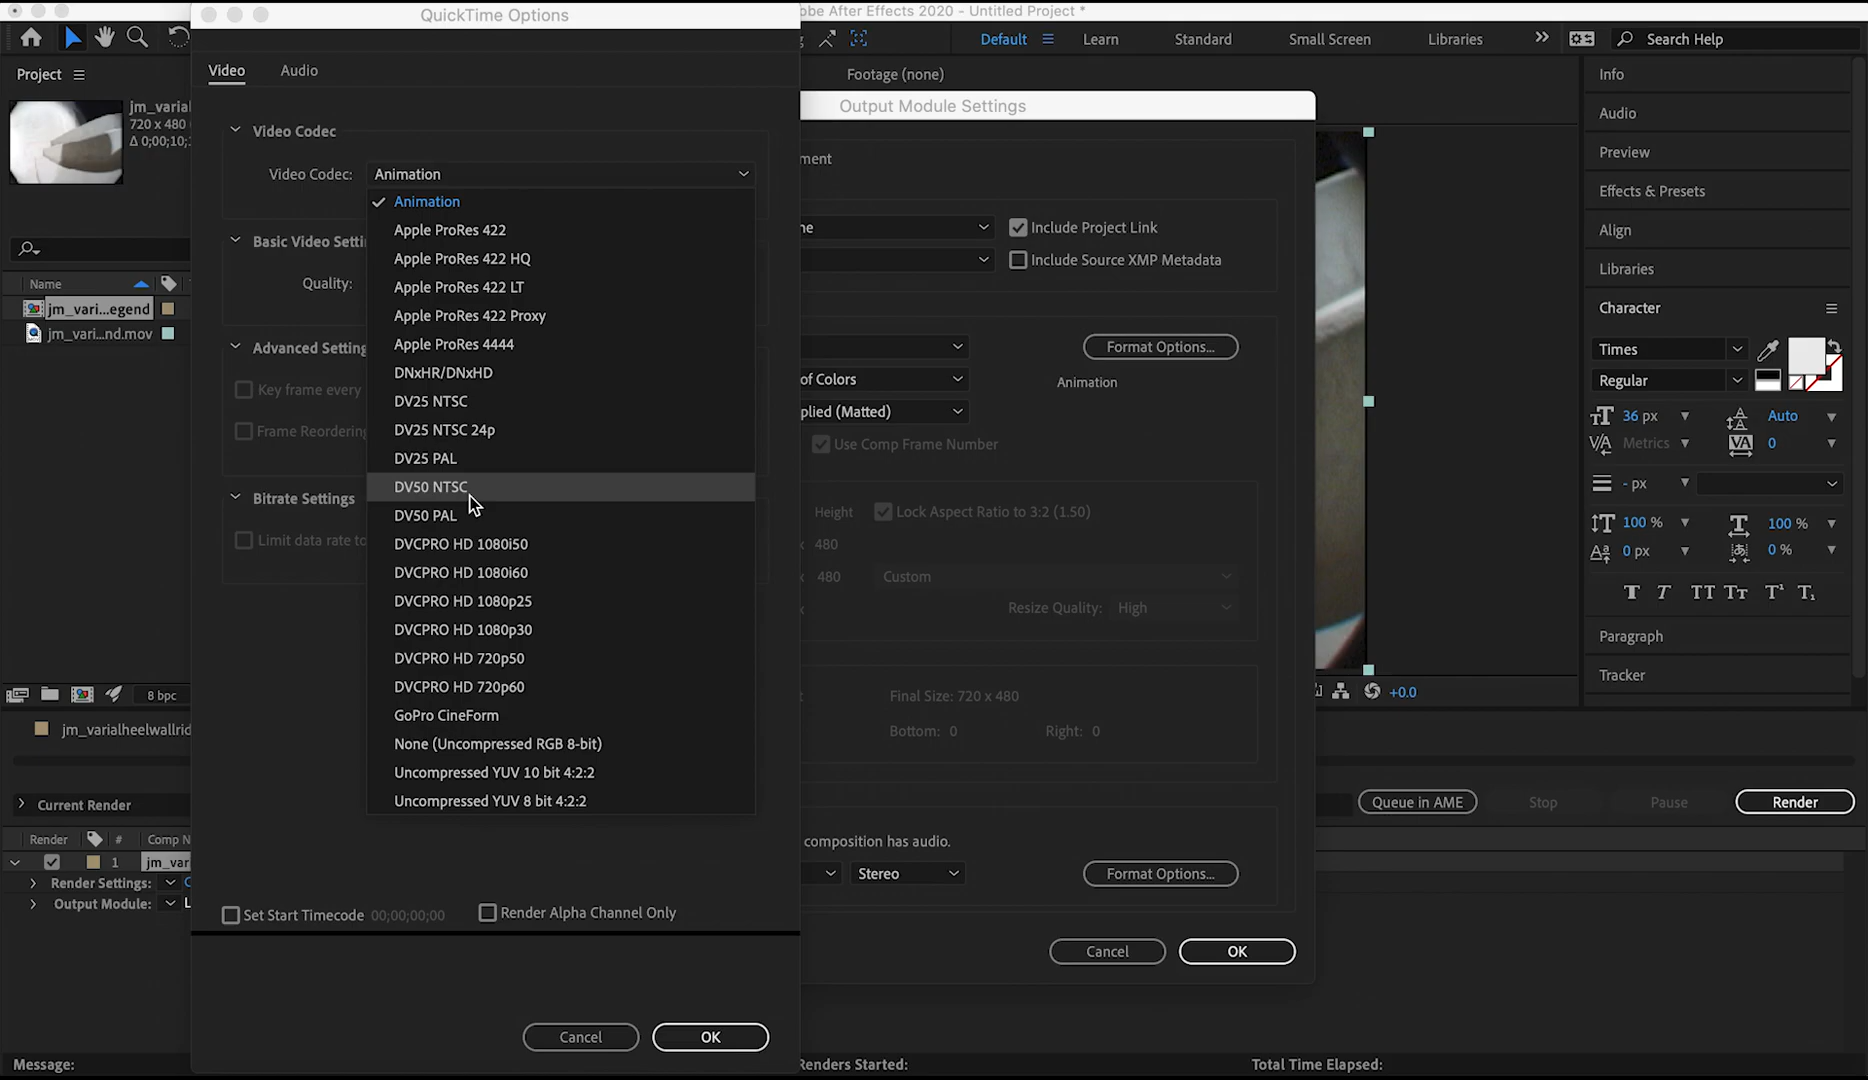 QuickTime Options
be After Effects 2020 - Untitled Project *
Default
Learn
Standard
Small Screen
Libraries
Search Help
Project
Video
Audio
Footage (none)
Info
jm_varial
720 x 480
Δ 0;00;10;
Output Module Settings
Audio
Video Codec
Video Codec:
Animation
Animation
Apple ProRes 422
Apple ProRes 422 HQ
Apple ProRes 422 LT
Apple ProRes 422 Proxy
Apple ProRes 4444
DNxHR/DNxHD
DV25 NTSC
DV25 NTSC 24p
DV25 PAL
DV50 NTSC
DV50 PAL
DVCPRO HD 1080i50
DVCPRO HD 1080i60
DVCPRO HD 1080p25
DVCPRO HD 1080p30
DVCPRO HD 720p50
DVCPRO HD 720p60
GoPro CineForm
None (Uncompressed RGB 8-bit)
Uncompressed YUV 10 bit 4:2:2
Uncompressed YUV 8 bit 4:2:2
Basic Video Setti
Quality:
Advanced Setting
Key frame every
Frame Reordering
Bitrate Settings
Limit data rate to
Set Start Timecode 00;00;00;00
Render Alpha Channel Only
Cancel
OK
ment
ne
Include Project Link
Include Source XMP Metadata
Format Options...
of Colors
Animation
plied (Matted)
Use Comp Frame Number
Height
Lock Aspect Ratio to 3:2 (1.50)
x 480
x 480
Custom
x
Resize Quality: High
t
Final Size: 720 x 480
Bottom: 0
Right: 0
composition has audio.
Stereo
Format Options...
Cancel
OK
Preview
Effects & Presets
Align
Libraries
Character
Times
Regular
36 px
Auto
Metrics
0
- px
100 %
100 %
0 px
0 %
T T TT Tt T¹ T₁
Paragraph
Tracker
+0.0
Name
jm_vari...egend
jm_vari...nd.mov
8 bpc
jm_varialheelwallrid
Current Render
Queue in AME
Stop
Pause
Render
Render
#
Comp N
1
jm_vari
Render Settings:
Output Module:
L
Message:
Renders Started:
Total Time Elapsed: